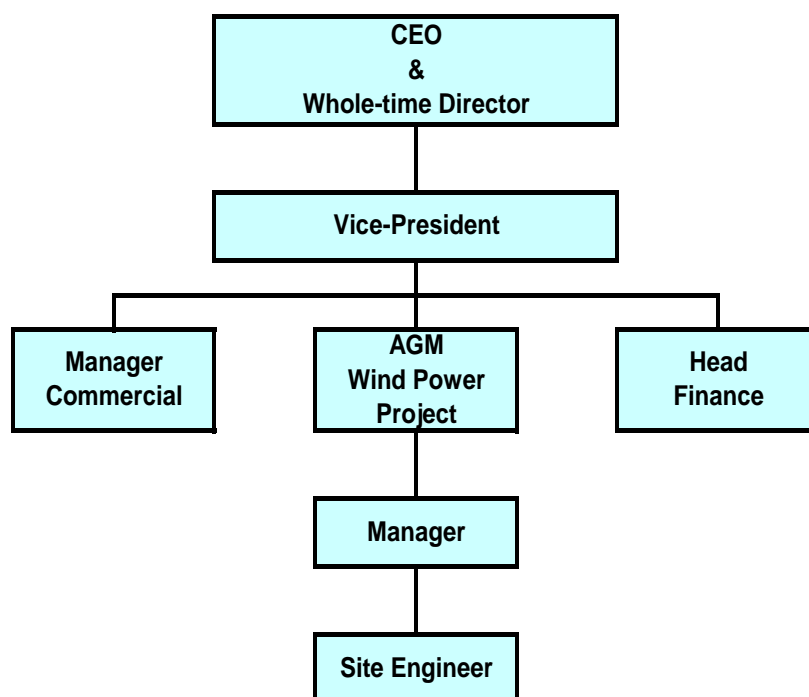 CEO
&
Whole-time Director
Vice-President
Manager
Commercial
AGM
Wind Power
Project
Head
Finance
Manager
Site Engineer